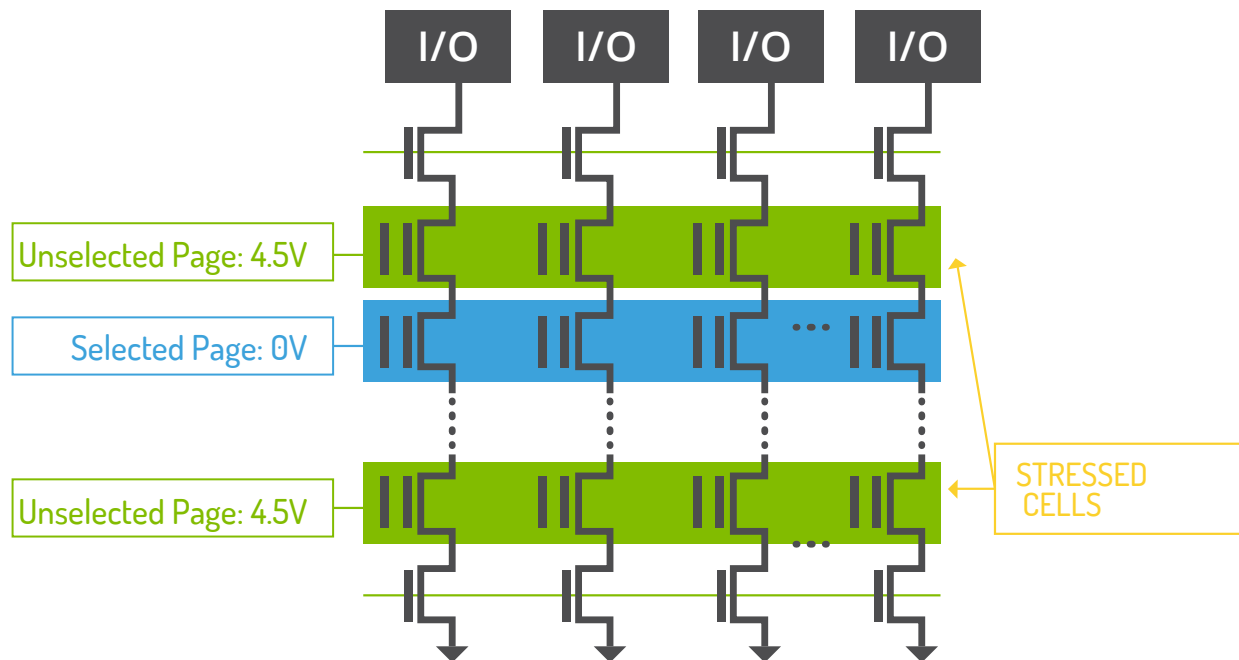 I/O I/O I/O I/O
Unselected Page: 4.5V
Selected Page: 0V
Unselected Page: 4.5V
STRESSED
CELLS